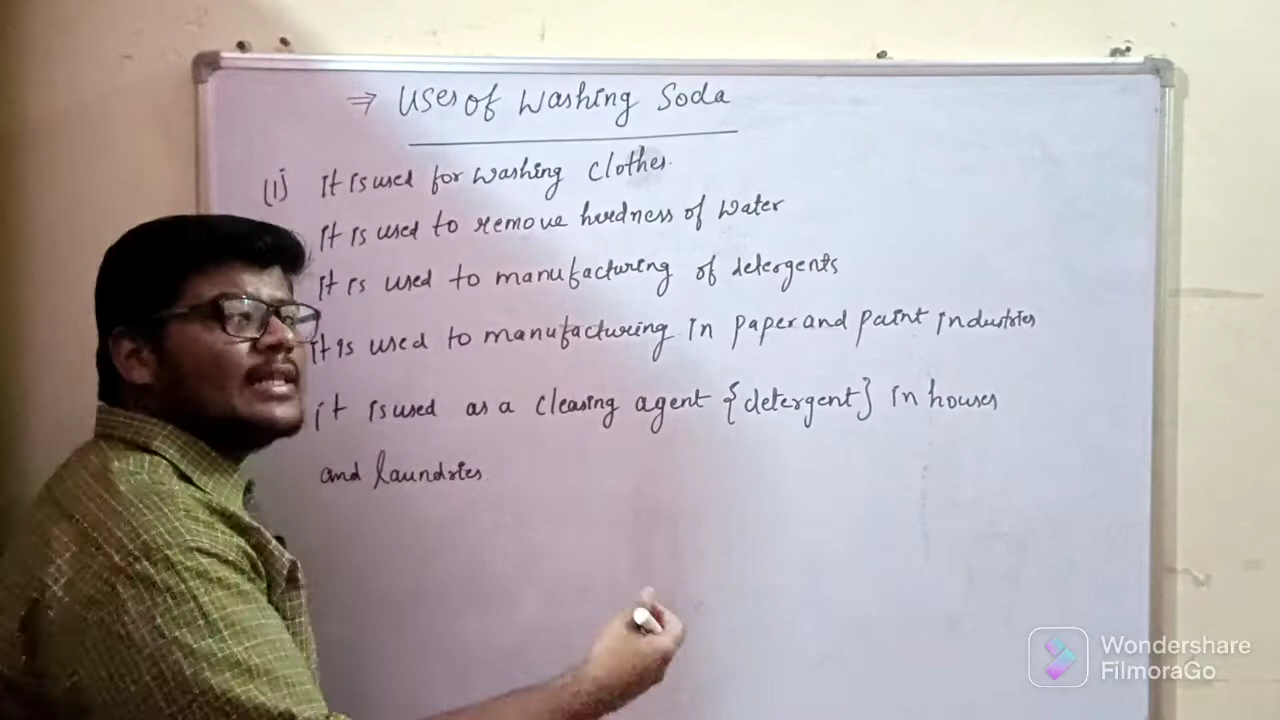 ⇒ Uses of Washing Soda
(1) It is used for washing clothes.
It is used to remove hardness of water
It is used to manufacturing of detergents
It is used to manufacturing in paper and paint industries
it is used as a cleasing agent {detergent} in houses
and laundries.
Wondershare
FilmoraGo